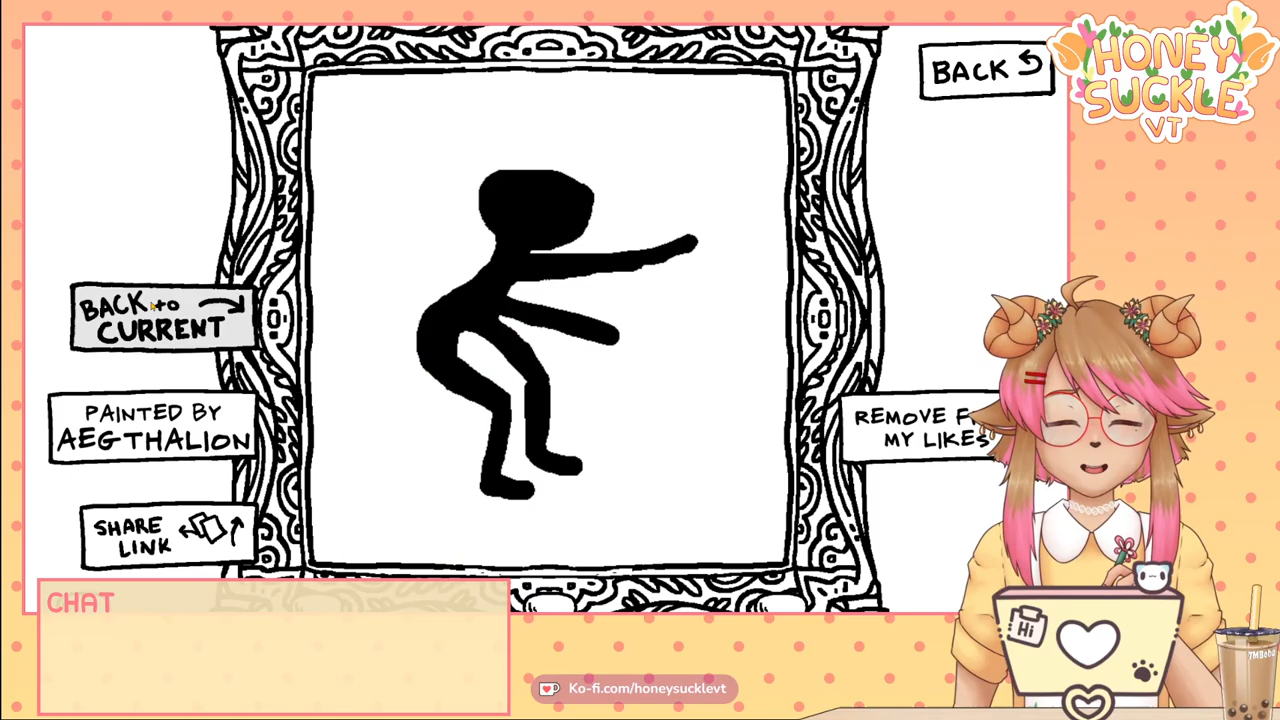 HONEY
SUCKLE
VT
BACK
BACK to
CURRENT
PAINTED BY
AEGTHALION
REMOVE F
MY LIKES
SHARE
LINK
CHAT
Hi
Ko-fi.com/honeysucklevt